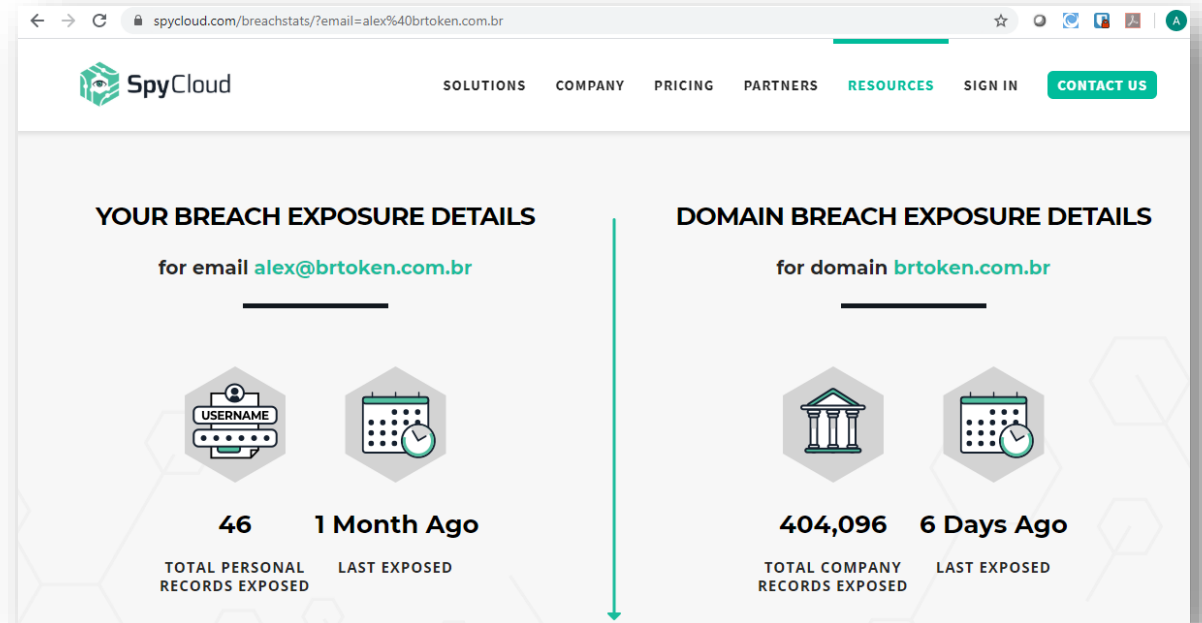 spycloud.com/breachstats/?email=alex%40brtoken.com.br
A
SpyCloud
SOLUTIONS COMPANY PRICING PARTNERS RESOURCES SIGN IN CONTACT US
YOUR BREACH EXPOSURE DETAILS
for email alex@brtoken.com.br
USERNAME
46
TOTAL PERSONAL
RECORDS EXPOSED
1 Month Ago
LAST EXPOSED
DOMAIN BREACH EXPOSURE DETAILS
for domain brtoken.com.br
404,096
TOTAL COMPANY
RECORDS EXPOSED
6 Days Ago
LAST EXPOSED